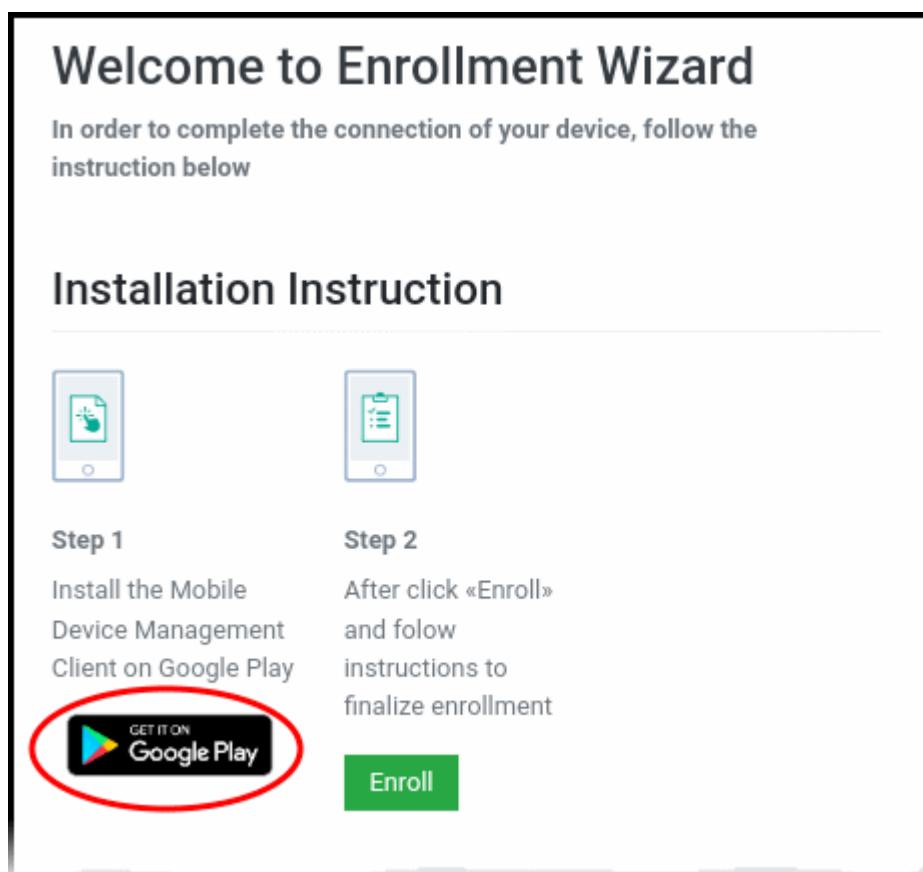 Welcome to Enrollment Wizard
In order to complete the connection of your device, follow the
instruction below
Installation Instruction
Step 1
Install the Mobile
Device Management
Client on Google Play
GET IT ON
Google Play
Step 2
After click «Enroll»
and folow
instructions to
finalize enrollment
Enroll